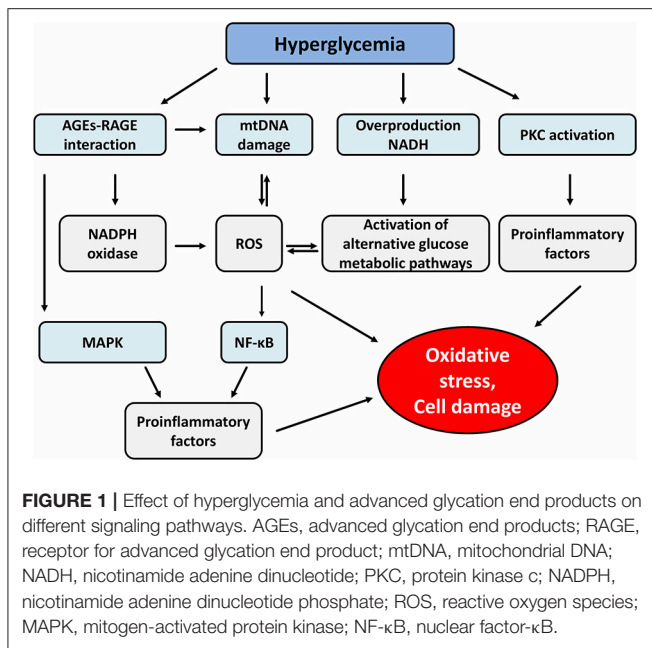 Hyperglycemia
AGEs-RAGE
interaction
mtDNA
damage
Overproduction
NADH
PKC activation
NADPH
oxidase
ROS
Activation of
alternative glucose
metabolic pathways
Proinflammatory
factors
MAPK
NF-κB
Oxidative
stress,
Cell damage
Proinflammatory
factors
FIGURE 1 | Effect of hyperglycemia and advanced glycation end products on
different signaling pathways. AGEs, advanced glycation end products; RAGE,
receptor for advanced glycation end product; mtDNA, mitochondrial DNA;
NADH, nicotinamide adenine dinucleotide; PKC, protein kinase c; NADPH,
nicotinamide adenine dinucleotide phosphate; ROS, reactive oxygen species;
MAPK, mitogen-activated protein kinase; NF-κB, nuclear factor-κB.